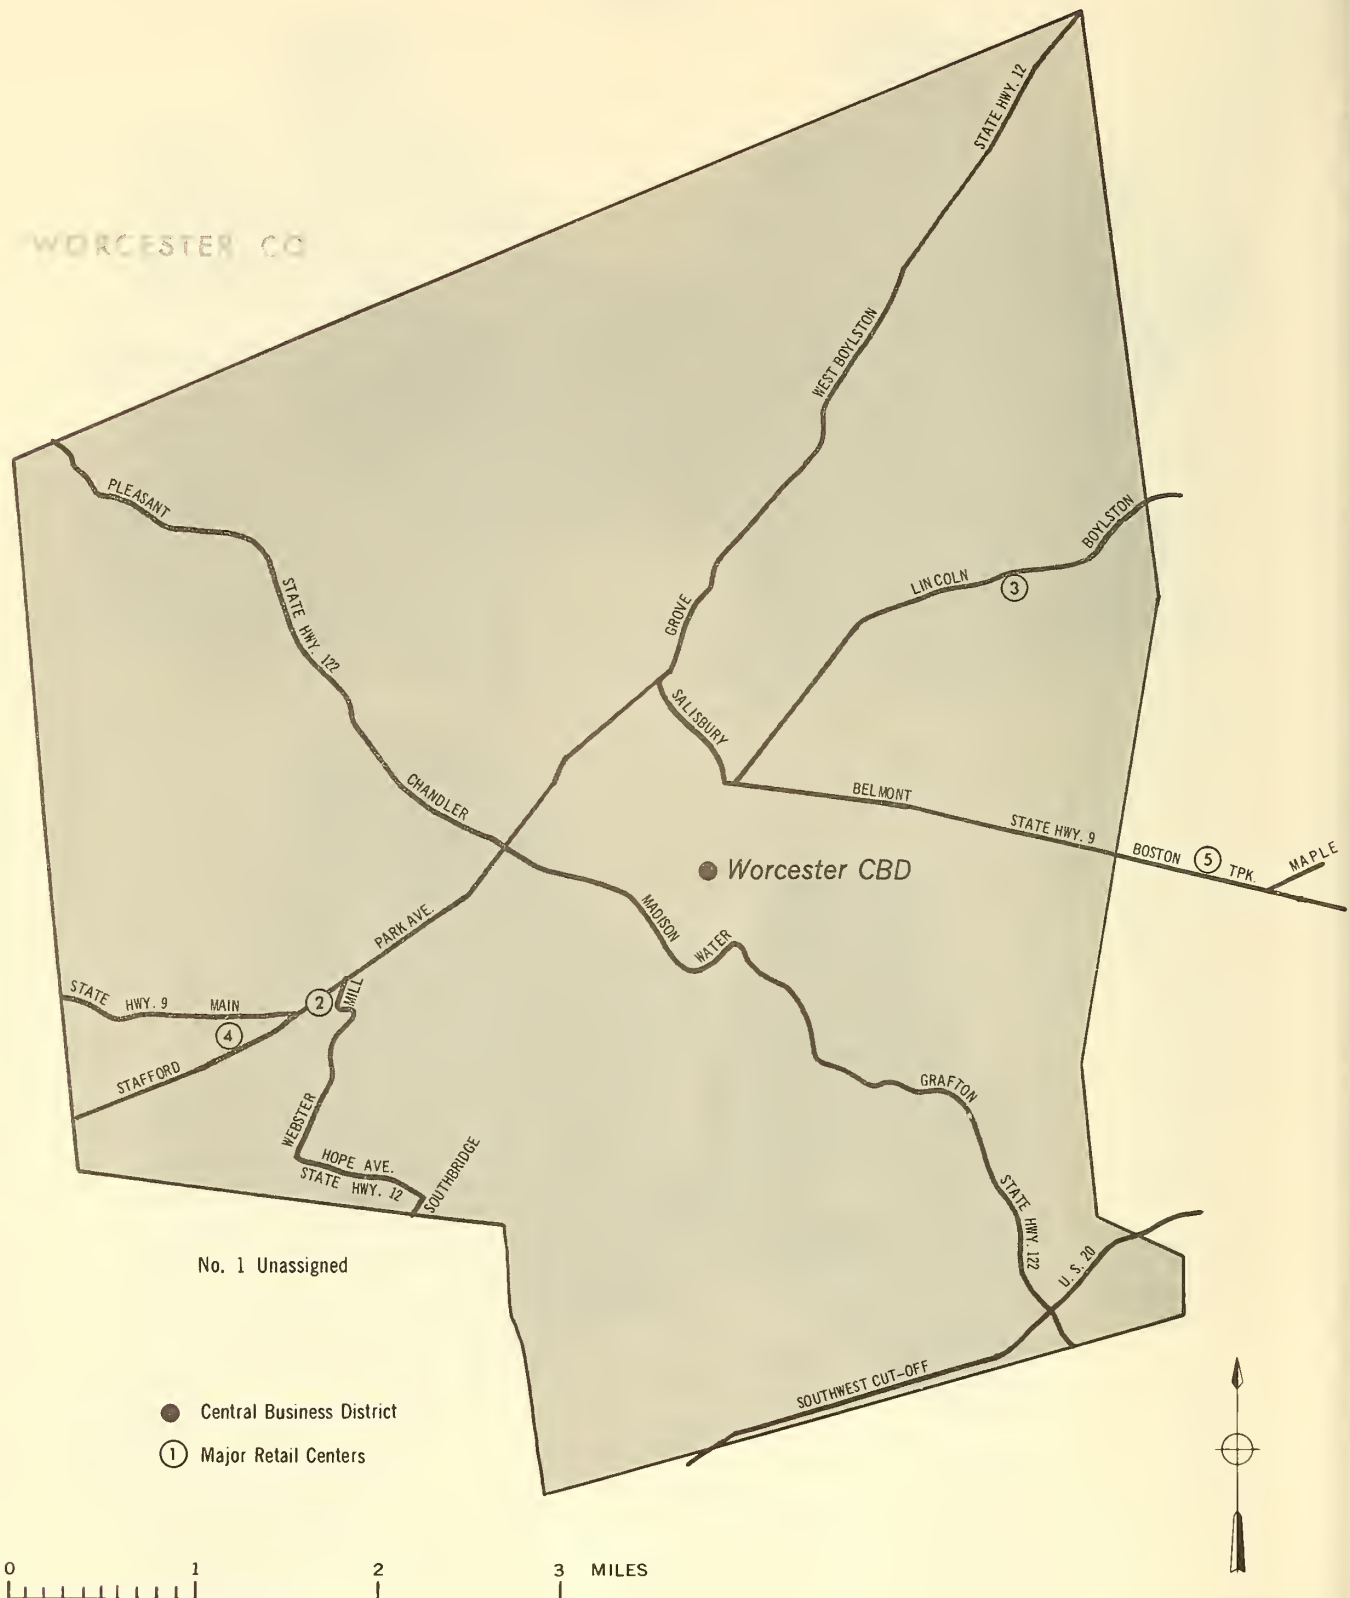 STATE HWY. 12
WORCESTER CO
WEST BOYLSTON
PLEASANT
BOYLSTON
LINCOLN
3
STATE HWY. 122
GROVE
SALISBURY
CHANDLER
BELMONT
STATE HWY. 9
BOSTON 5 TPK.
MAPLE
Worcester CBD
PARK AVE.
MADISON
WATER
STATE HWY. 9 MAIN
2
MILL
4
STAFFORD
GRAFTON
WEBSTER
HOPE AVE.
STATE HWY. 12
SOUTHBRIDGE
STATE HWY. 122
U. S. 20
No. 1 Unassigned
SOUTHWEST CUT-OFF
Central Business District
1 Major Retail Centers
0 1 2 3 MILES